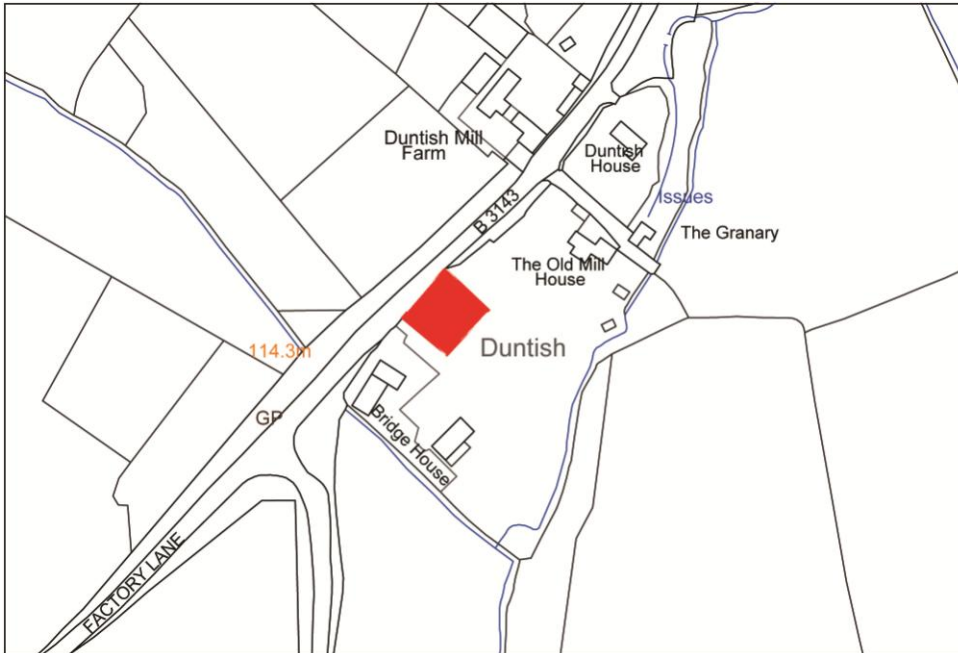 Duntish Mill
Farm
B 3143
Duntish
House
Issues
The Granary
The Old Mill
House
Duntish
114.3m
GP
Bridge House
FACTORY LANE